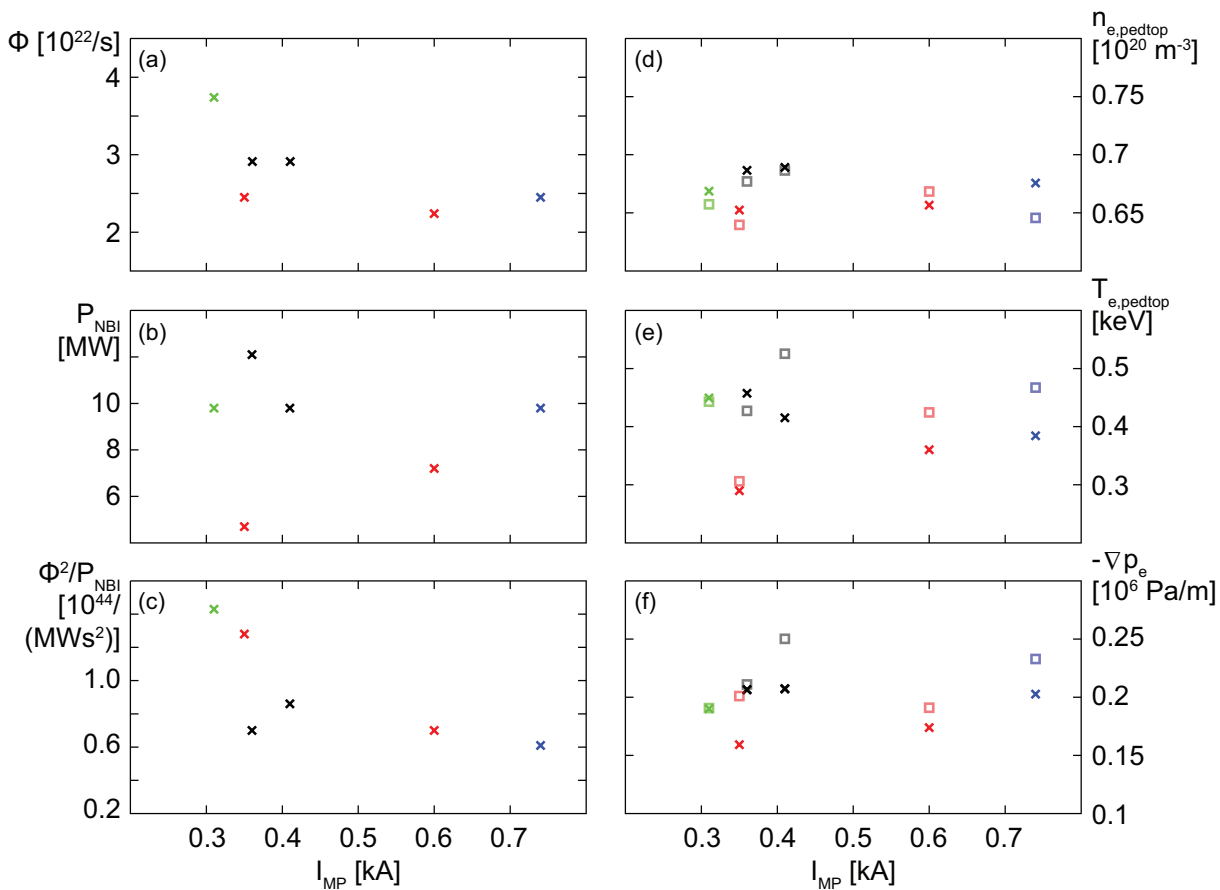 Φ [10²²/s]
(a)
4
3
2
(d)
n_e,pedtop
[10²⁰ m⁻³]
0.75
0.7
0.65
P_NBI
[MW]
(b)
10
8
6
(e)
T_e,pedtop
[keV]
0.5
0.4
0.3
Φ²/P_NBI
[10⁴⁴/
(MWs²)]
(c)
1.0
0.6
0.2
0.3 0.4 0.5 0.6 0.7
I_MP [kA]
(f)
-∇p_e
[10⁶ Pa/m]
0.25
0.2
0.15
0.1
0.3 0.4 0.5 0.6 0.7
I_MP [kA]